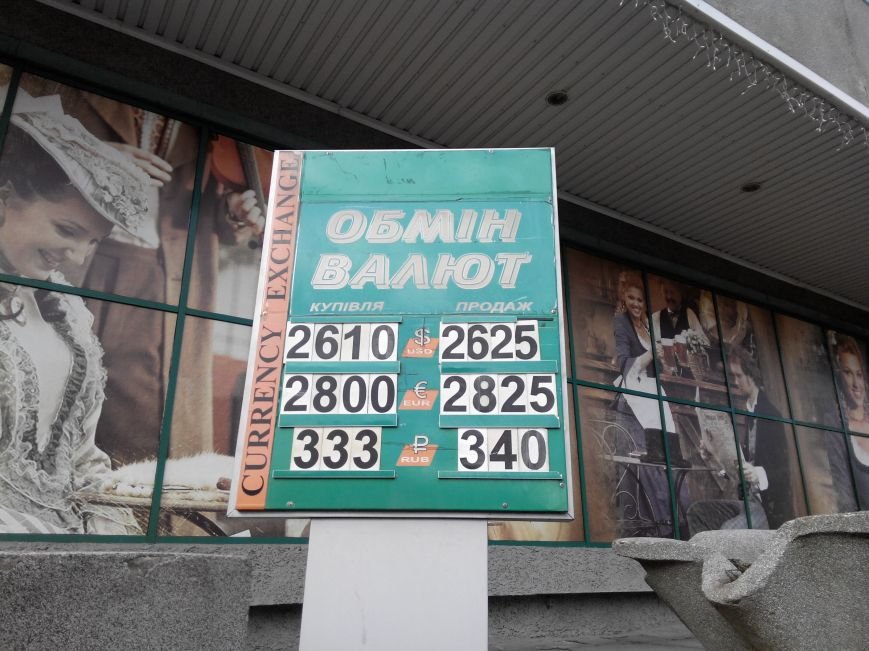 CURRENCY EXCHANGE
ОБМІН
ВАЛЮТ
КУПІВЛЯ ПРОДАЖ
2610 $ USD 2625
2800 € EUR 2825
333 ₽ RUB 340